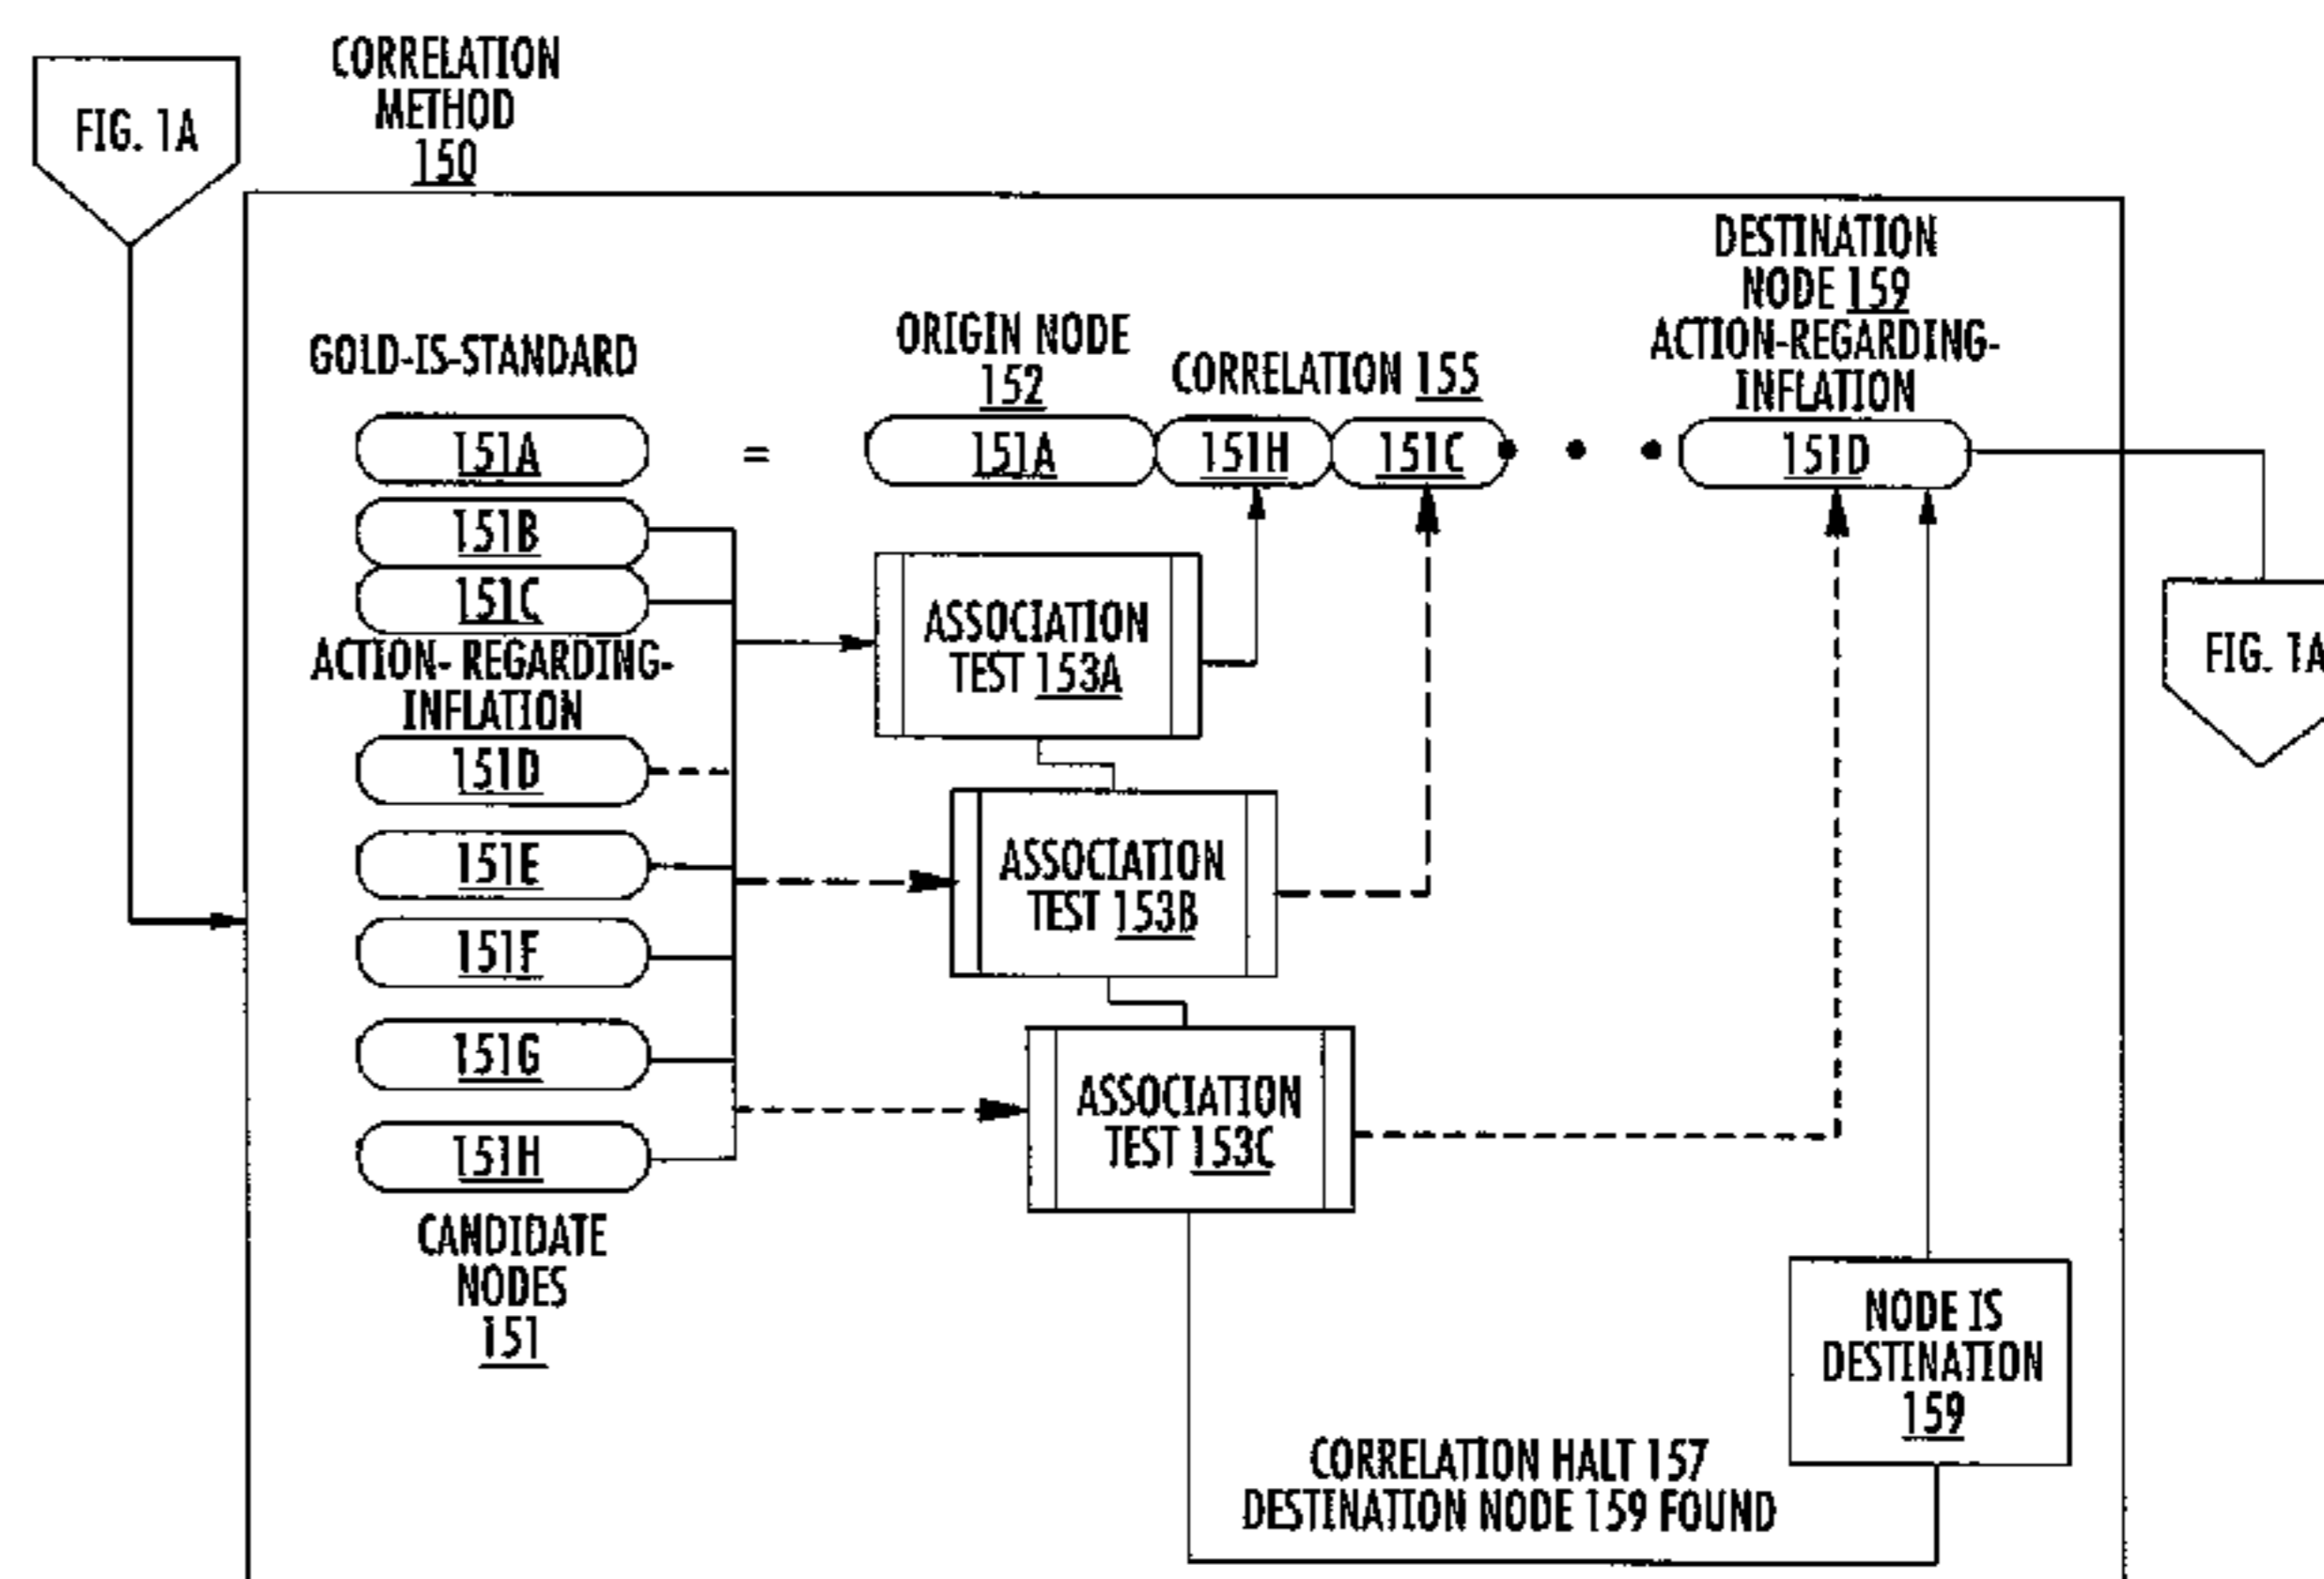 FIG. 1A
CORRELATION
METHOD
150
DESTINATION
NODE 159
ACTION-REGARDING-
INFLATION
GOLD-IS-STANDARD
ORIGIN NODE
152
CORRELATION 155
151A
=
151A
151H
151C
• • •
151D
151B
151C
ACTION- REGARDING-
INFLATION
151D
151E
151F
151G
151H
CANDIDATE
NODES
151
ASSOCIATION
TEST 153A
ASSOCIATION
TEST 153B
ASSOCIATION
TEST 153C
FIG. 1A
NODE IS
DESTINATION
159
CORRELATION HALT 157
DESTINATION NODE 159 FOUND